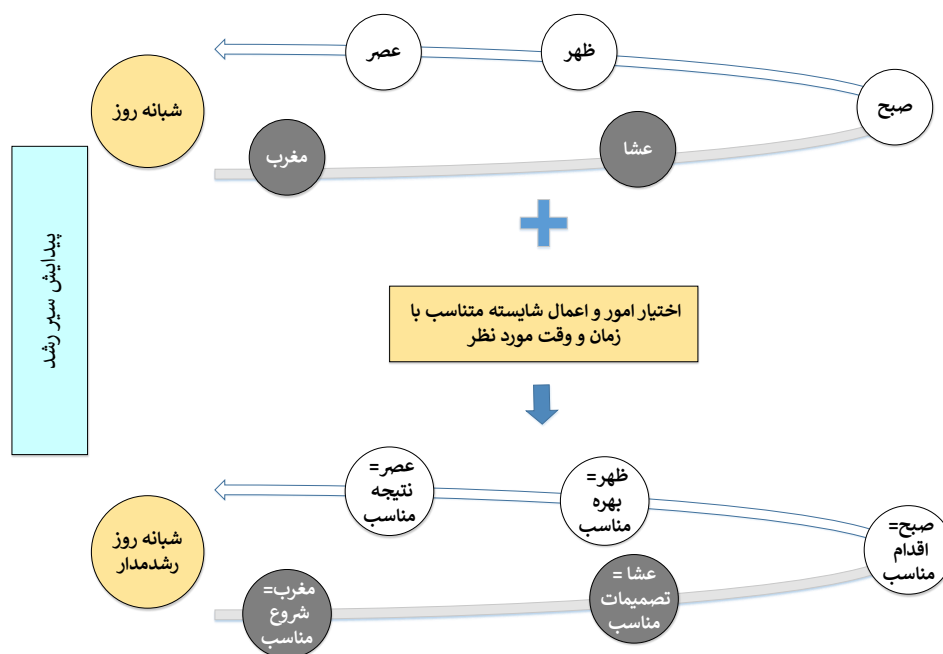 صبح
ظهر
عصر
شبانه روز
عشا
مغرب
پیدایش سیر رشد
اختیار امور و اعمال شایسته متناسب با
زمان و وقت مورد نظر
صبح=
اقدام
مناسب
ظهر=
بهره
مناسب
عصر=
نتیجه
مناسب
شبانه روز
رشدمدار
عشا =
تصمیمات
مناسب
مغرب=
شروع
مناسب